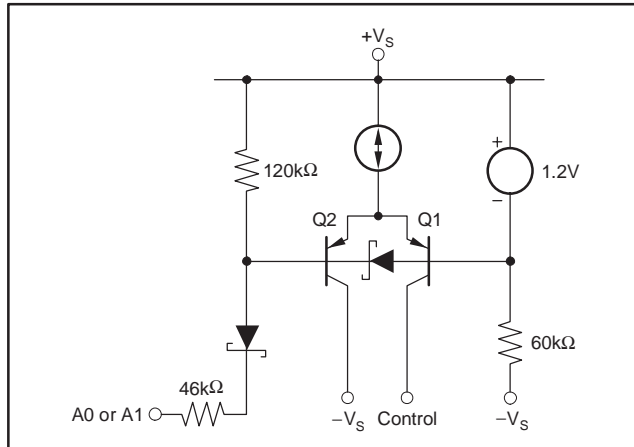 +VS
120kΩ
+
1.2V
−
Q2
Q1
46kΩ
60kΩ
A0 or A1
−VS
Control
−VS